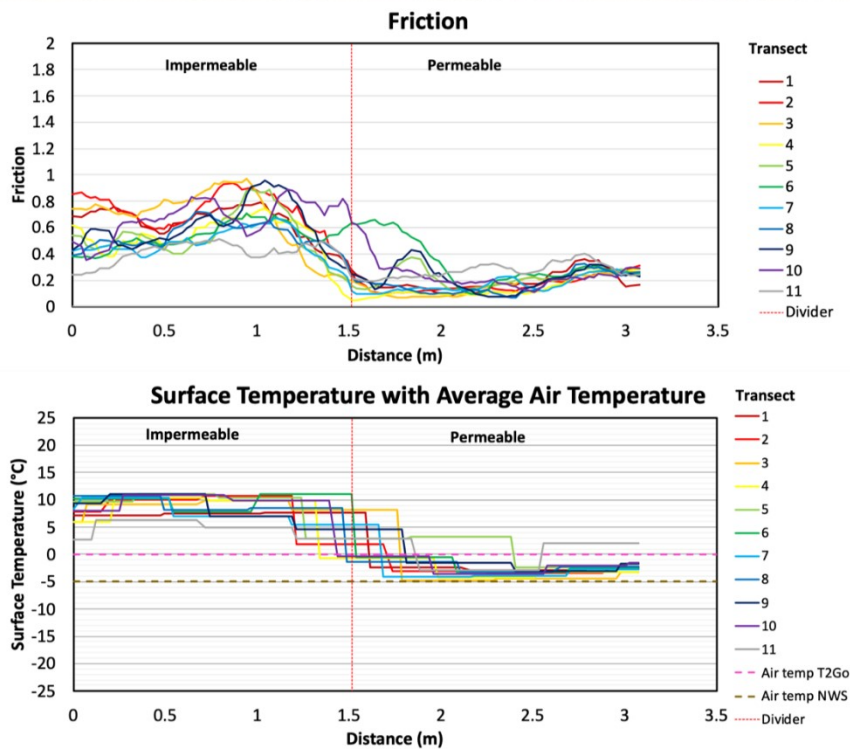 Friction
2
1.8
1.6
1.4
1.2
1
0.8
0.6
0.4
0.2
0
Friction
Impermeable Permeable
0 0.5 1 1.5 2 2.5 3 3.5
Distance (m)
Transect
1
2
3
4
5
6
7
8
9
10
11
Divider
Surface Temperature with Average Air Temperature
25
20
15
10
5
0
-5
-10
-15
-20
-25
Surface Temperature (°C)
Impermeable Permeable
0 0.5 1 1.5 2 2.5 3 3.5
Distance (m)
Transect
1
2
3
4
5
6
7
8
9
10
11
Air temp T2Go
Air temp NWS
Divider